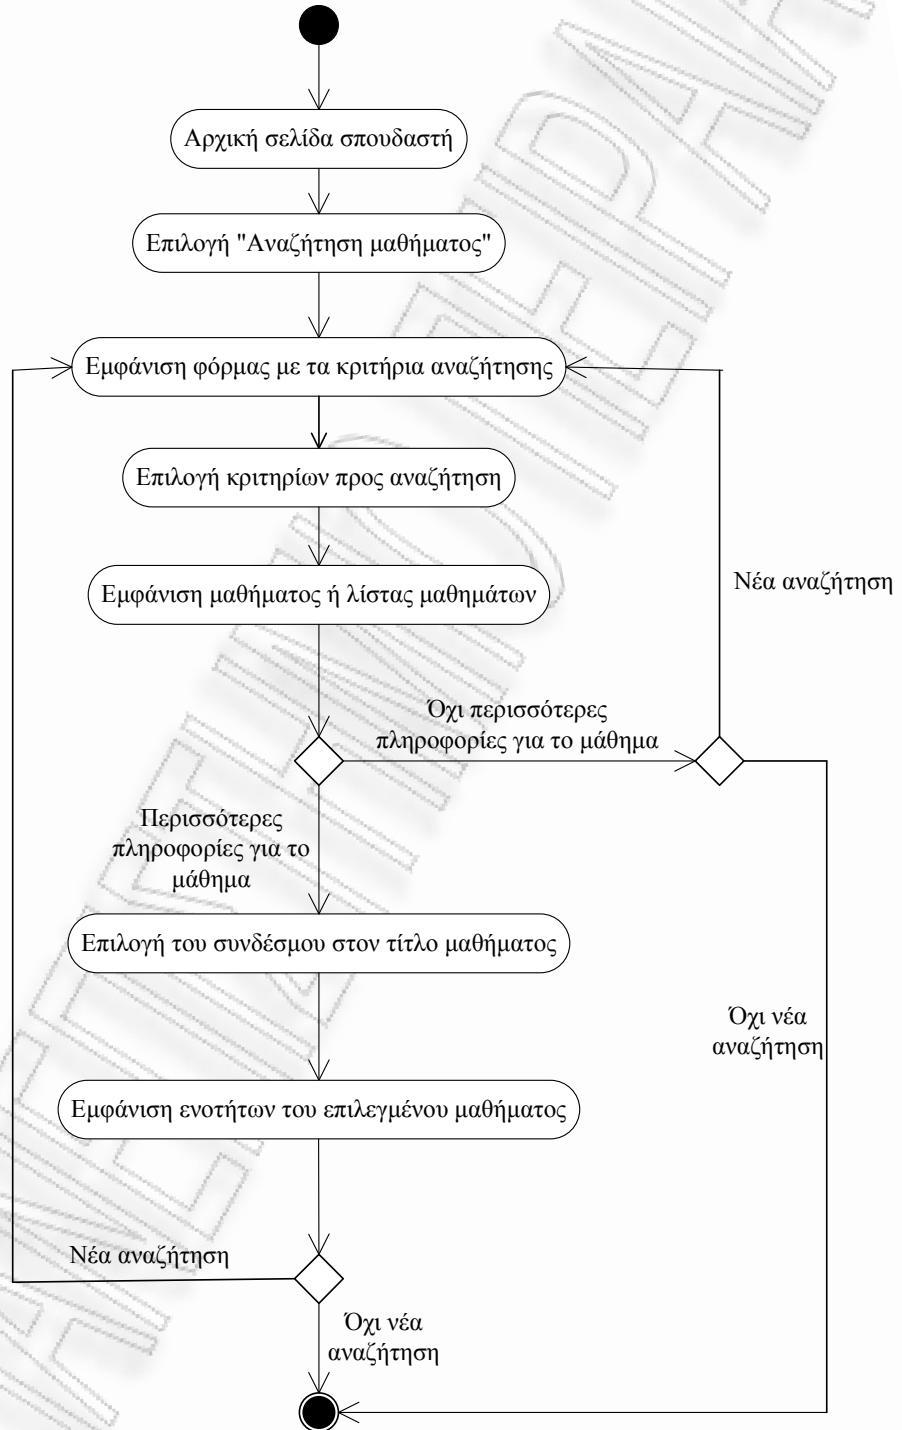 Αρχική σελίδα σπουδαστή
Επιλογή "Αναζήτηση μαθήματος"
Εμφάνιση φόρμας με τα κριτήρια αναζήτησης
Επιλογή κριτηρίων προς αναζήτηση
Εμφάνιση μαθήματος ή λίστας μαθημάτων
Νέα αναζήτηση
Όχι περισσότερες
πληροφορίες για το μάθημα
Περισσότερες
πληροφορίες για το
μάθημα
Επιλογή του συνδέσμου στον τίτλο μαθήματος
Όχι νέα
αναζήτηση
Εμφάνιση ενοτήτων του επιλεγμένου μαθήματος
Νέα αναζήτηση
Όχι νέα
αναζήτηση